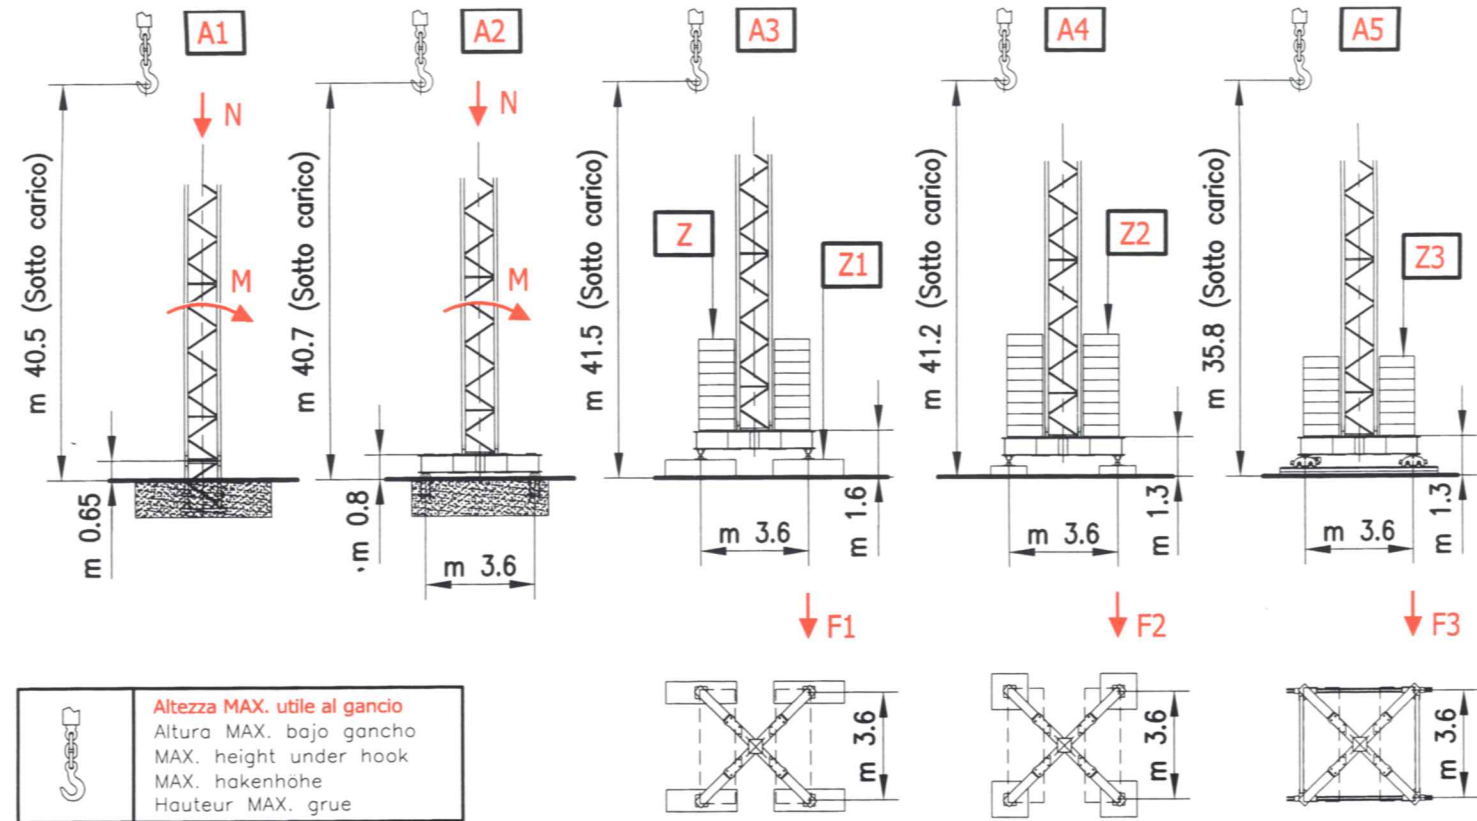 A1
A2
A3
A4
A5
N
N
m 40.5 (Sotto carico)
m 40.7 (Sotto carico)
m 41.5 (Sotto carico)
m 41.2 (Sotto carico)
m 35.8 (Sotto carico)
M
M
Z
Z1
Z2
Z3
m 0.65
m 0.8
m 3.6
m 3.6
m 1.6
m 3.6
m 1.3
m 3.6
m 1.3
F1
F2
F3
m 3.6
m 3.6
m 3.6
Altezza MAX. utile al gancio
Altura MAX. bajo gancho
MAX. height under hook
MAX. hakenhöhe
Hauteur MAX. grue